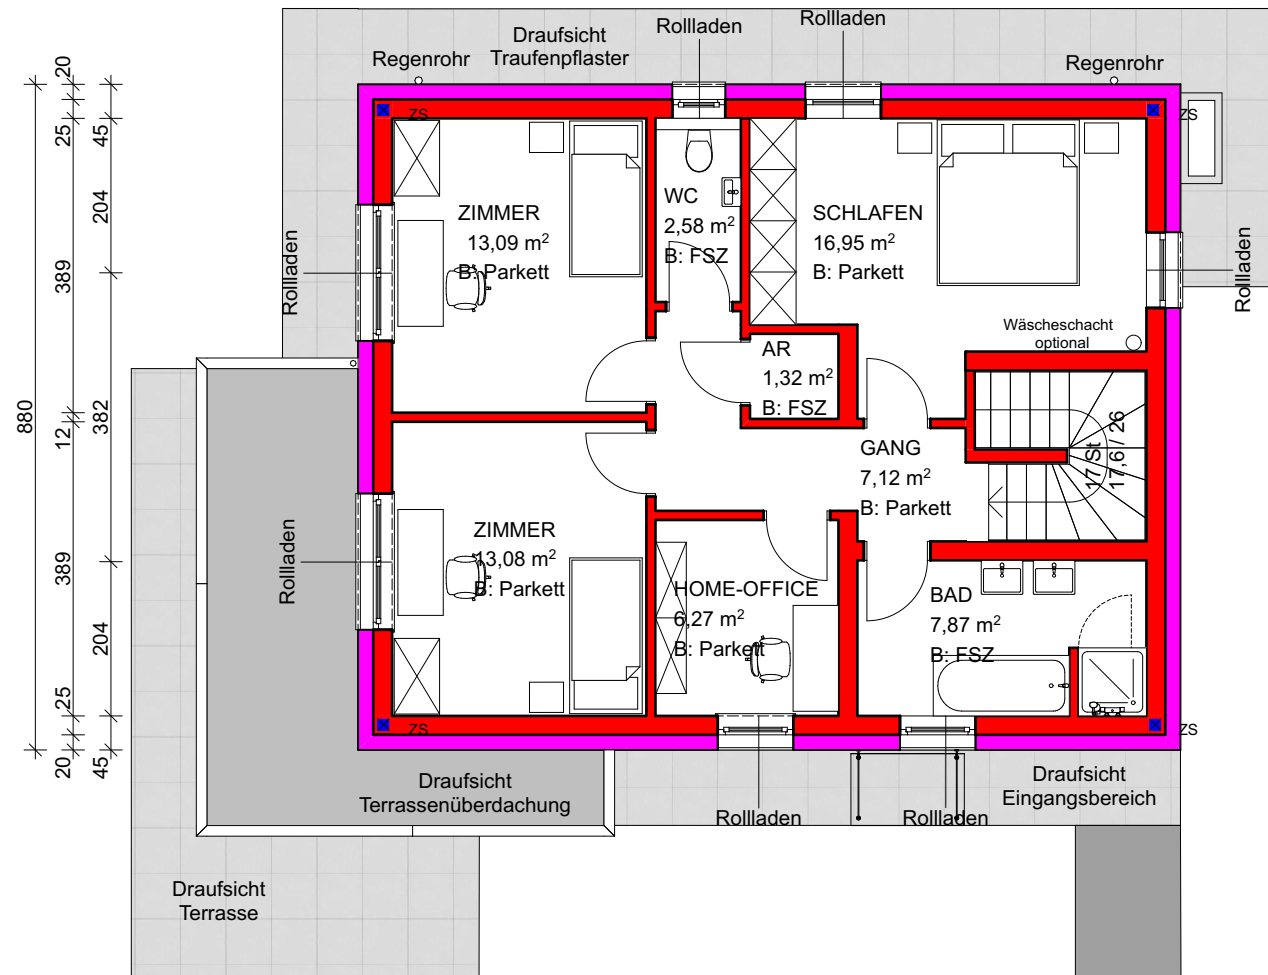 Rollladen
Rollladen
Draufsicht
Traufenpflaster
Regenrohr
Regenrohr
ZS
ZS
20
25
45
204
389
880
12
382
389
204
25
20
45
Rollladen
Rollladen
ZIMMER
13,09 m²
B: Parkett
WC
2,58 m²
B: FSZ
SCHLAFEN
16,95 m²
B: Parkett
Wäscheschacht
optional
AR
1,32 m²
B: FSZ
GANG
7,12 m²
B: Parkett
17 St
17,6 / 26
Rollladen
ZIMMER
13,08 m²
B: Parkett
HOME-OFFICE
6,27 m²
B: Parkett
BAD
7,87 m²
B: FSZ
ZS
ZS
Draufsicht
Terrassenüberdachung
Draufsicht
Eingangsbereich
Rollladen
Rollladen
Draufsicht
Terrasse